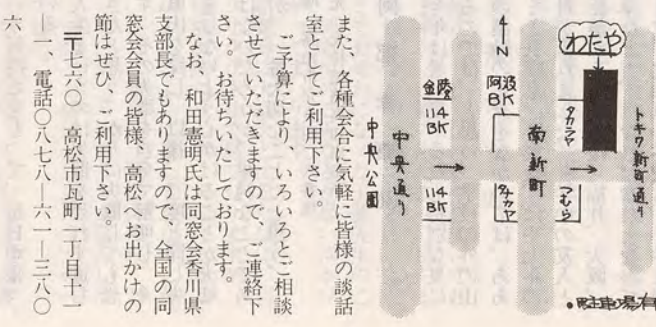 わたや
N
トキワ新町通り
タカラヤ
阿波
BK
金陵
114
BK
南新町
中央通り
つむら
タカヤ
114
BK
中央公園
•駐車場有
また、各種会合に気軽に皆様の談話
室としてご利用下さい。
ご予算により、いろいろとご相談
させていただきますので、ご連絡下
さい。お待ちいたしております。
なお、和田憲明氏は同窓会香川県
支部長でもありますので、全国の同
窓会会員の皆様、高松へお出かけの
節はぜひ、ご利用下さい。
〒七六〇 高松市瓦町一丁目十一
―一、電話〇八七八―六一―三八〇
六